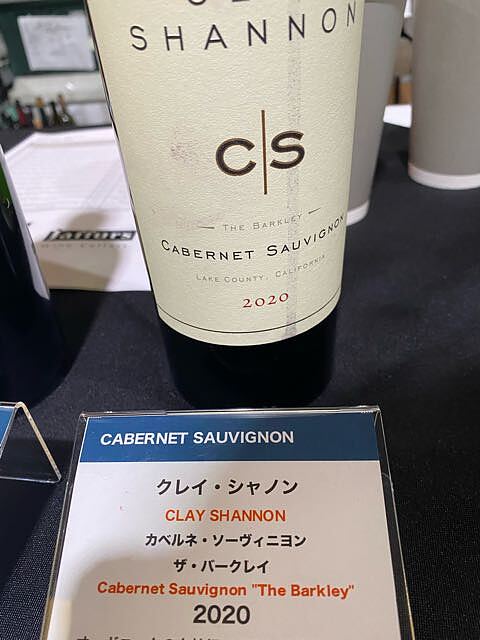 SHANNON
C|S
THE BARKLEY
CABERNET SAUVIGNON
LAKE COUNTY, CALIFORNIA
2020
CABERNET SAUVIGNON
クレイ・シャノン
CLAY SHANNON
カベルネ・ソーヴィニヨン
ザ・バークレイ
Cabernet Sauvignon "The Barkley"
2020